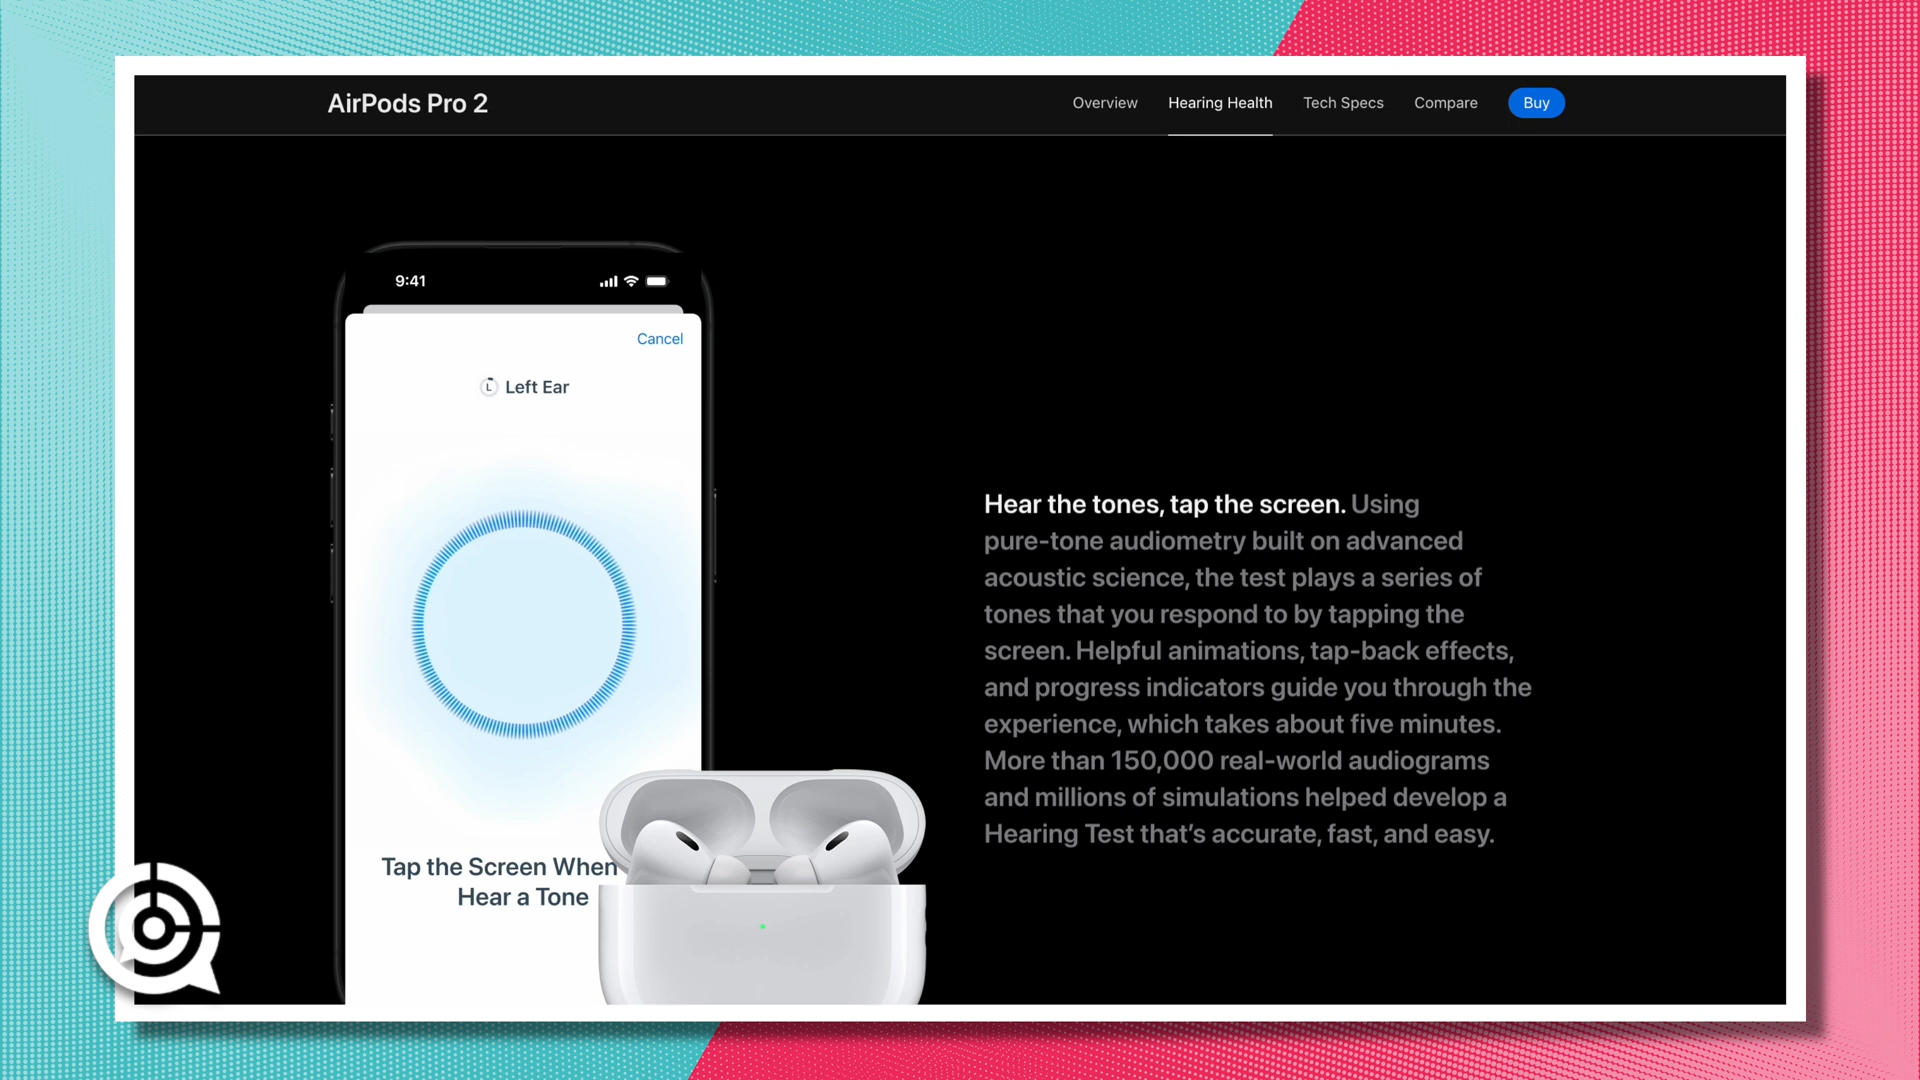 AirPods Pro 2
Overview
Hearing Health
Tech Specs
Compare
Buy
9:41
Cancel
L Left Ear
Tap the Screen When
Hear a Tone
Hear the tones, tap the screen. Using
pure-tone audiometry built on advanced
acoustic science, the test plays a series of
tones that you respond to by tapping the
screen. Helpful animations, tap-back effects,
and progress indicators guide you through the
experience, which takes about five minutes.
More than 150,000 real-world audiograms
and millions of simulations helped develop a
Hearing Test that's accurate, fast, and easy.